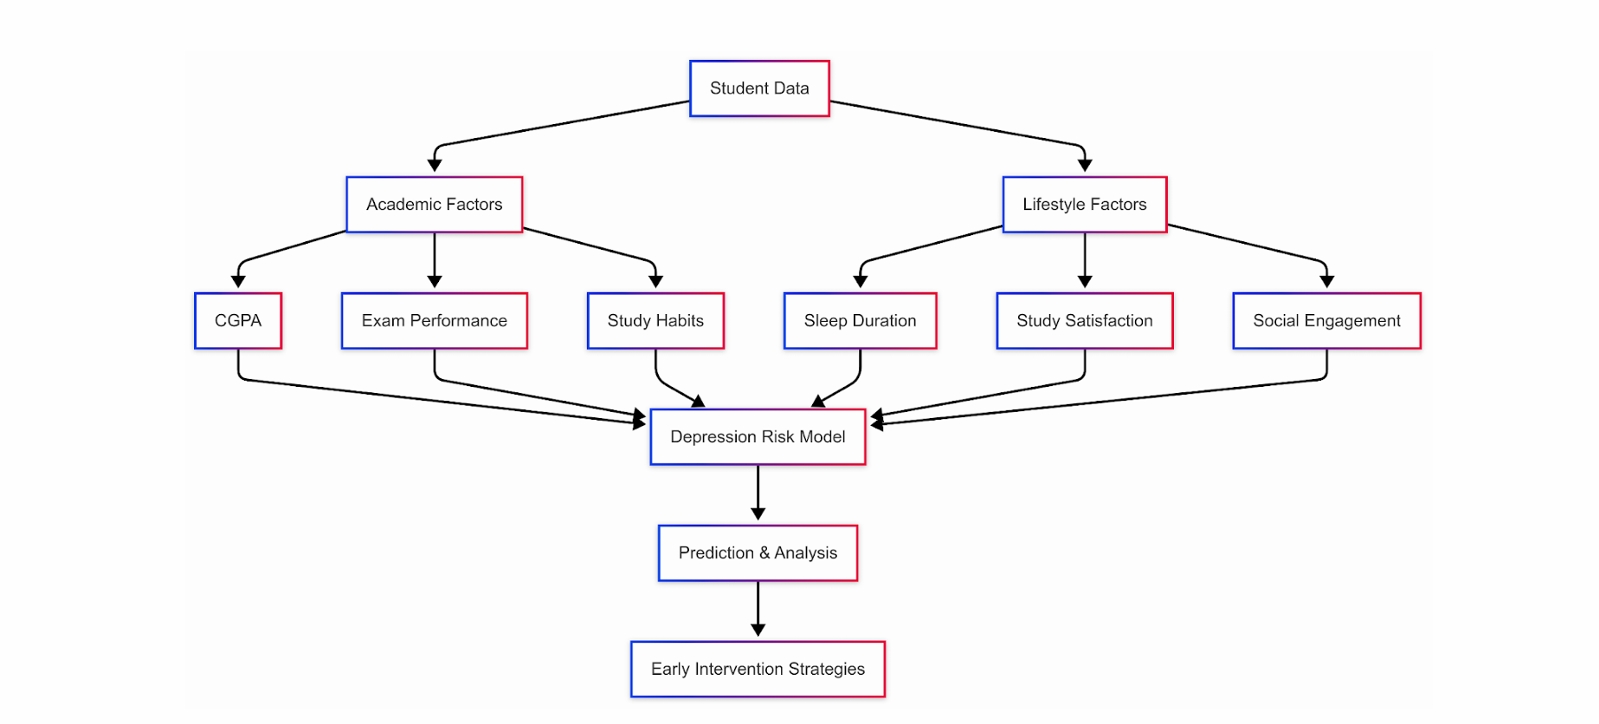 Student Data
Academic Factors
Lifestyle Factors
CGPA
Exam Performance
Study Habits
Sleep Duration
Study Satisfaction
Social Engagement
Depression Risk Model
Prediction & Analysis
Early Intervention Strategies